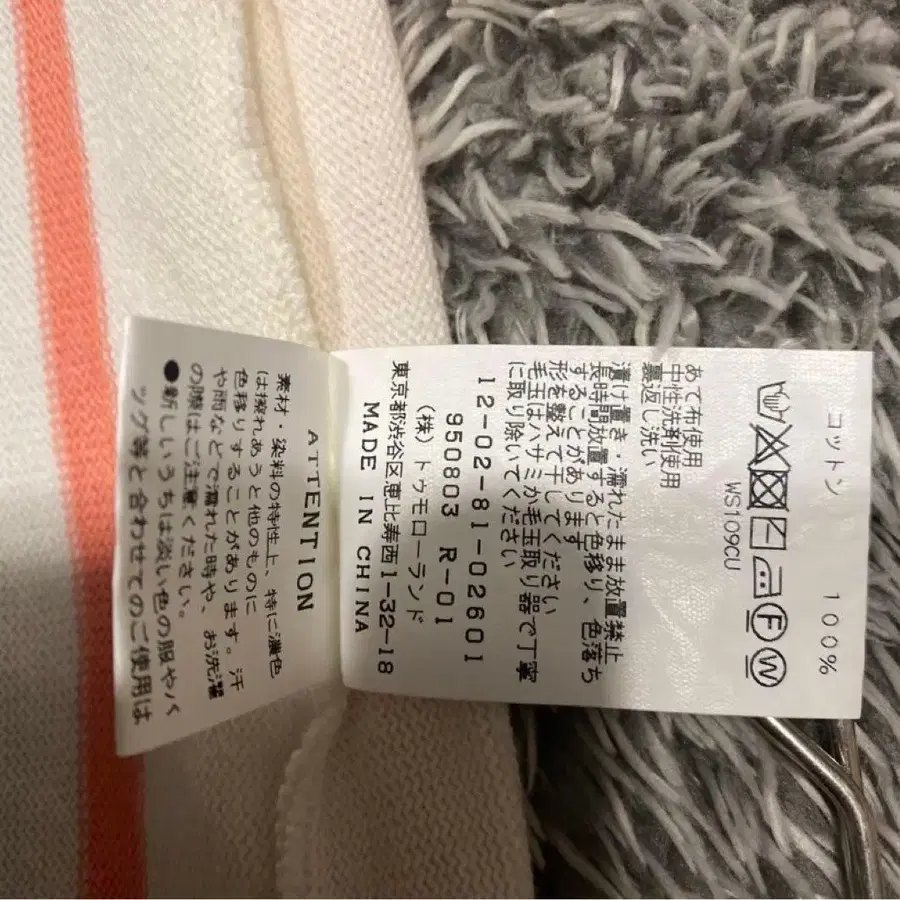 コットン 100%
WS109CU
あて布使用
中性洗剤使用
裏返し洗い
漬け置き・濡れたまま放置禁止
長時間放置すると色移り、色落ち
することがあります
形を整えて干してください
毛玉はハサミか毛玉取り器で丁寧
に取り除いてください
12-02-81-02601
950803 R-01
(株)トゥモローランド
東京都渋谷区恵比寿西1-32-18
MADE IN CHINA
ATTENTION
素材・染料の特性上、特に濃色
は擦れあうと他のものに
色移りすることがあります。汗
や雨などで濡れた時や、お洗濯
の際はご注意ください。
●新しいうちは淡い色の服やバ
ッグ等と合わせてのご使用は
F
W